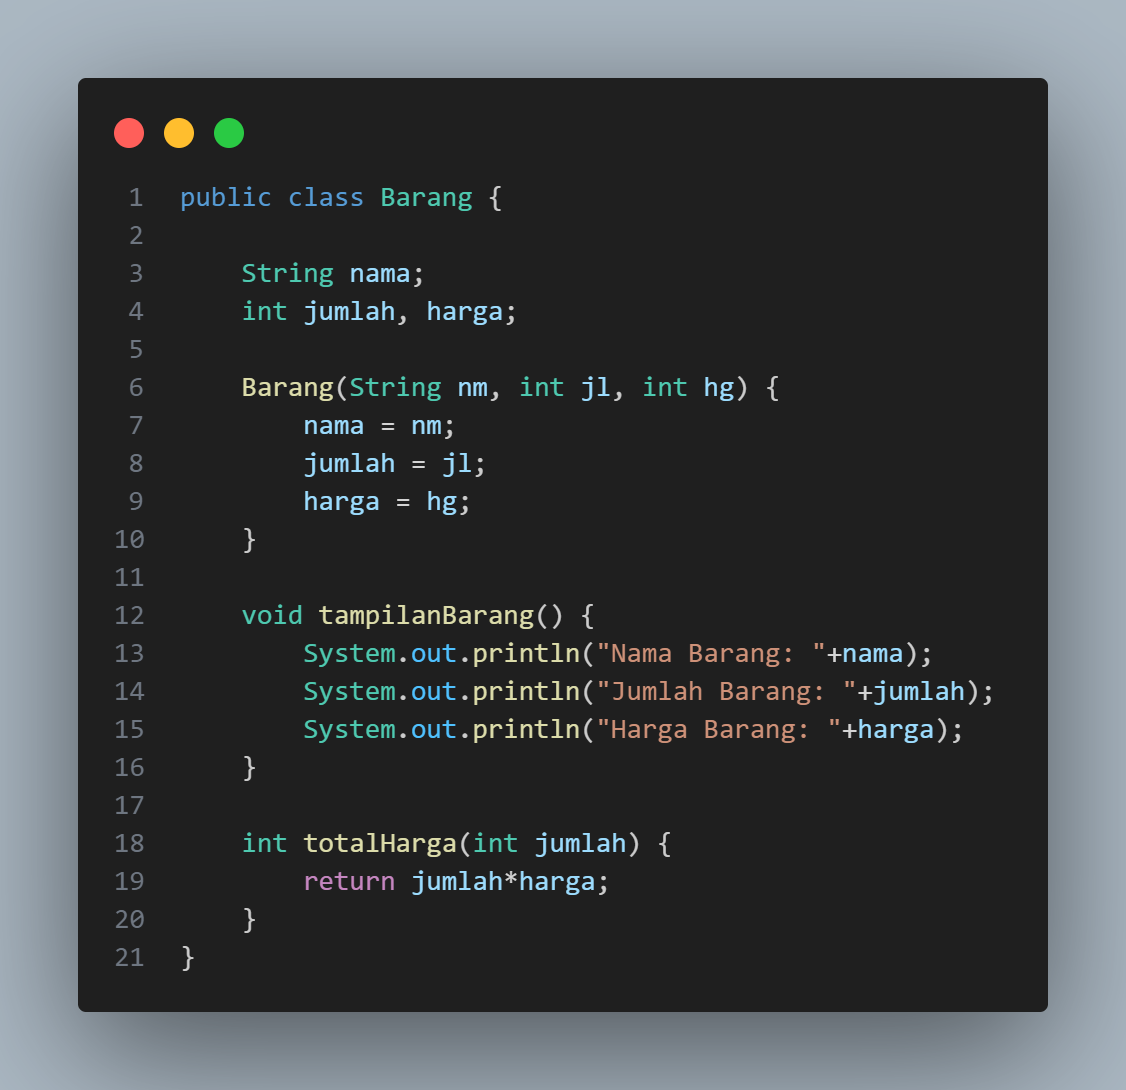 1 public class Barang {
2
3     String nama;
4     int jumlah, harga;
5
6     Barang(String nm, int jl, int hg) {
7         nama = nm;
8         jumlah = jl;
9         harga = hg;
10     }
11
12     void tampilanBarang() {
13         System.out.println("Nama Barang: "+nama);
14         System.out.println("Jumlah Barang: "+jumlah);
15         System.out.println("Harga Barang: "+harga);
16     }
17
18     int totalHarga(int jumlah) {
19         return jumlah*harga;
20     }
21 }